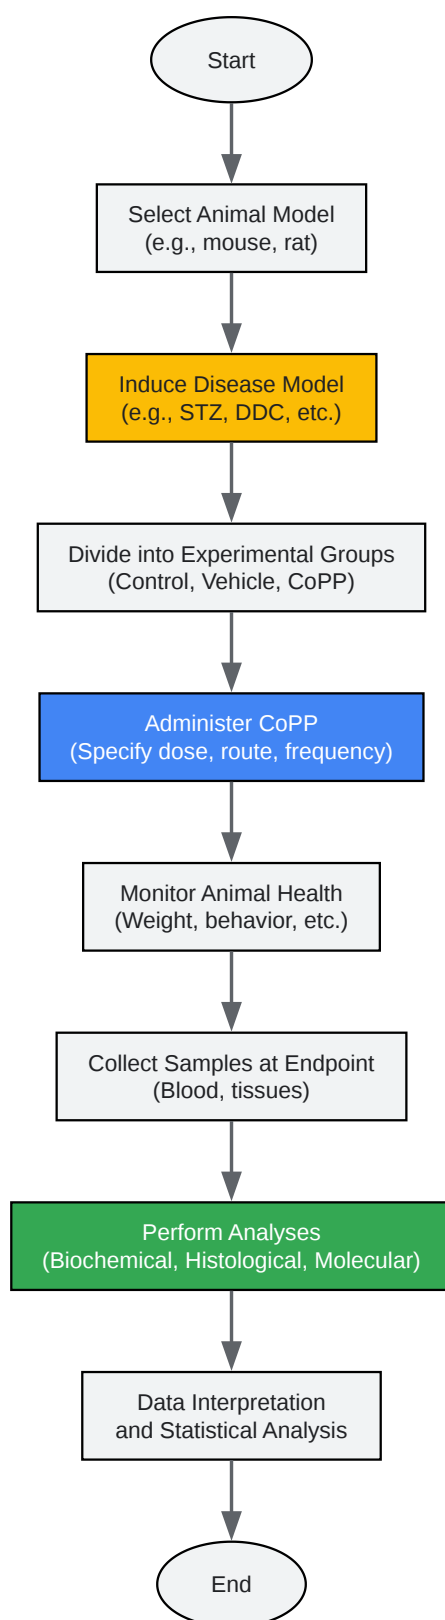 Start
Select Animal Model
(e.g., mouse, rat)
Induce Disease Model
(e.g., STZ, DDC, etc.)
Divide into Experimental Groups
(Control, Vehicle, CoPP)
Administer CoPP
(Specify dose, route, frequency)
Monitor Animal Health
(Weight, behavior, etc.)
Collect Samples at Endpoint
(Blood, tissues)
Perform Analyses
(Biochemical, Histological, Molecular)
Data Interpretation
and Statistical Analysis
End